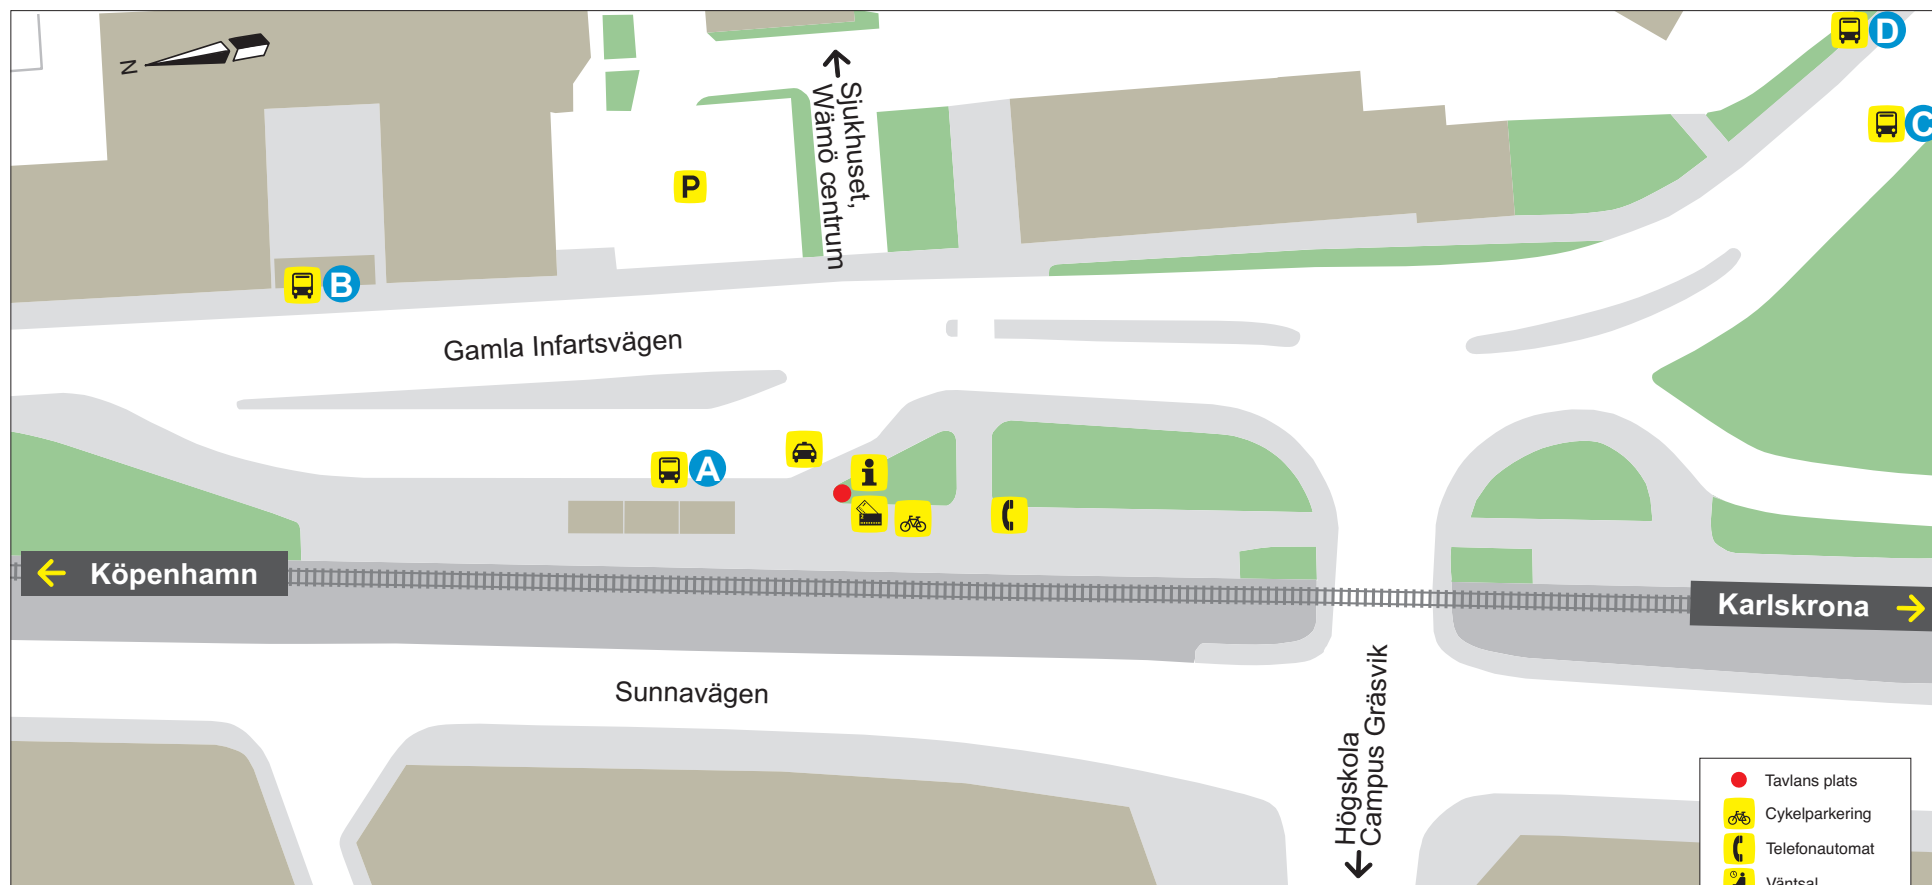 N
D
C
Sjukhuset,
Wämö centrum
P
B
Gamla Infartsvägen
A
i
← Köpenhamn
Karlskrona →
Sunnavägen
Högskola
Campus Gräsvik
Tavlans plats
Cykelparkering
Telefonautomat
Väntsal